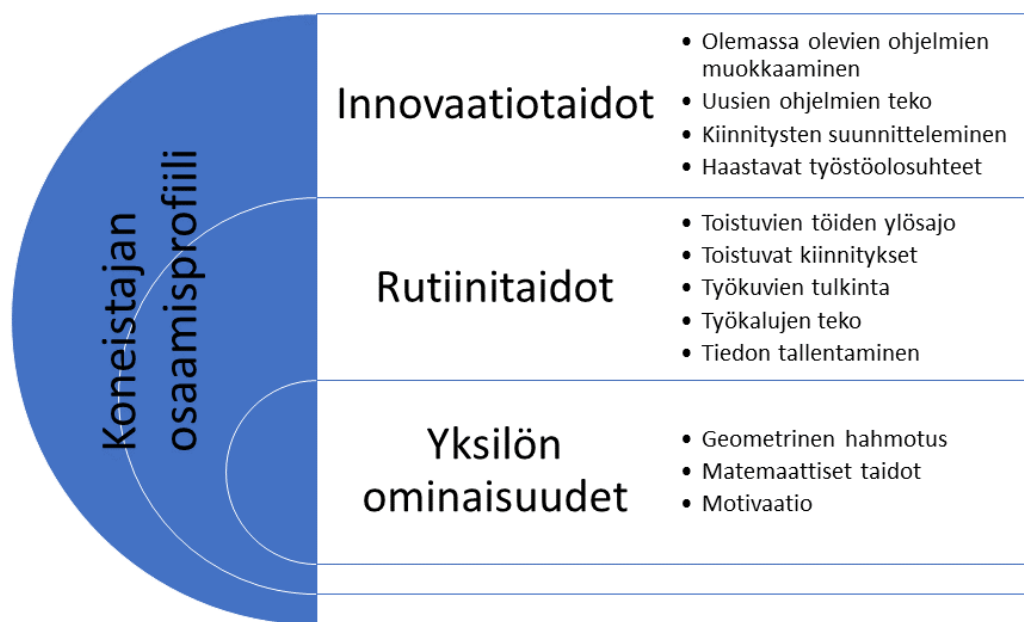 Koneistajan
osaamisprofiili
Innovaatiotaidot
• Olemassa olevien ohjelmien
muokkaaminen
• Uusien ohjelmien teko
• Kiinnitysten suunnitteleminen
• Haastavat työstöolosuhteet
Rutiinitaidot
• Toistuvien töiden ylösajo
• Toistuvat kiinnitykset
• Työkuvien tulkinta
• Työkalujen teko
• Tiedon tallentaminen
Yksilön
ominaisuudet
• Geometrinen hahmotus
• Matemaattiset taidot
• Motivaatio